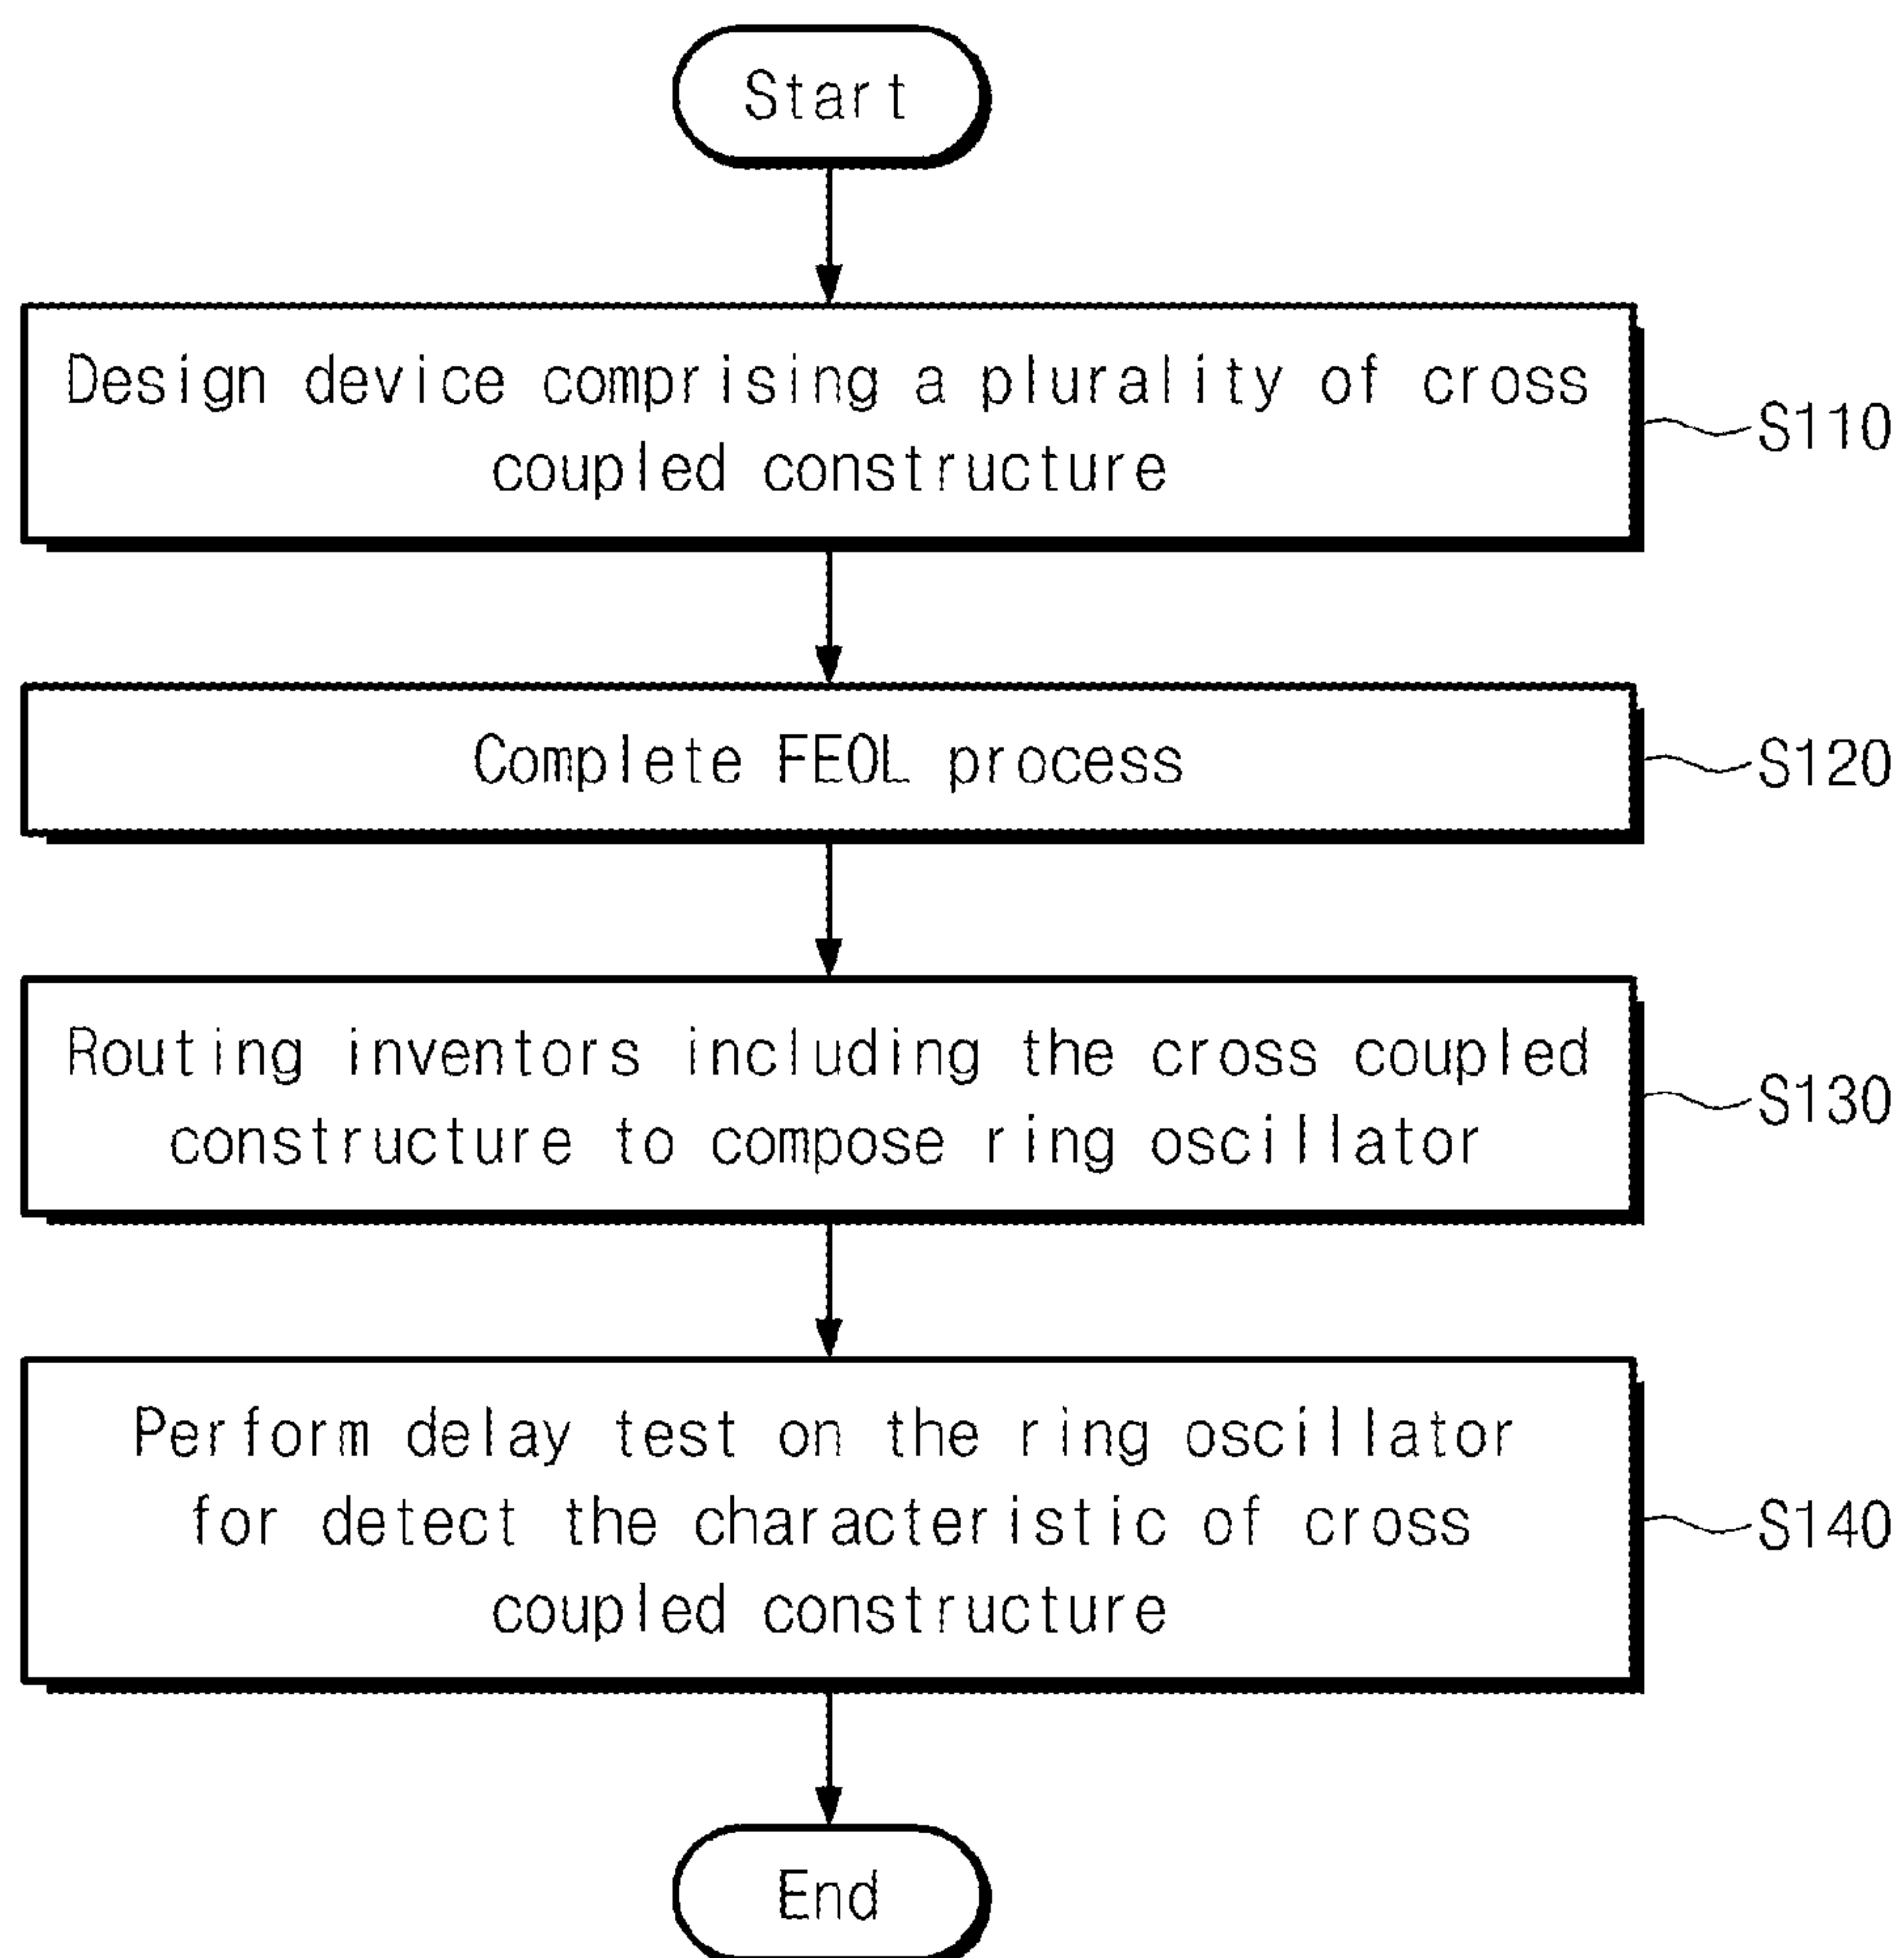 Start
Design device comprising a plurality of cross
coupled constructure
S110
Complete FEOL process
S120
Routing inventors including the cross coupled
constructure to compose ring oscillator
S130
Perform delay test on the ring oscillator
for detect the characteristic of cross
coupled constructure
S140
End